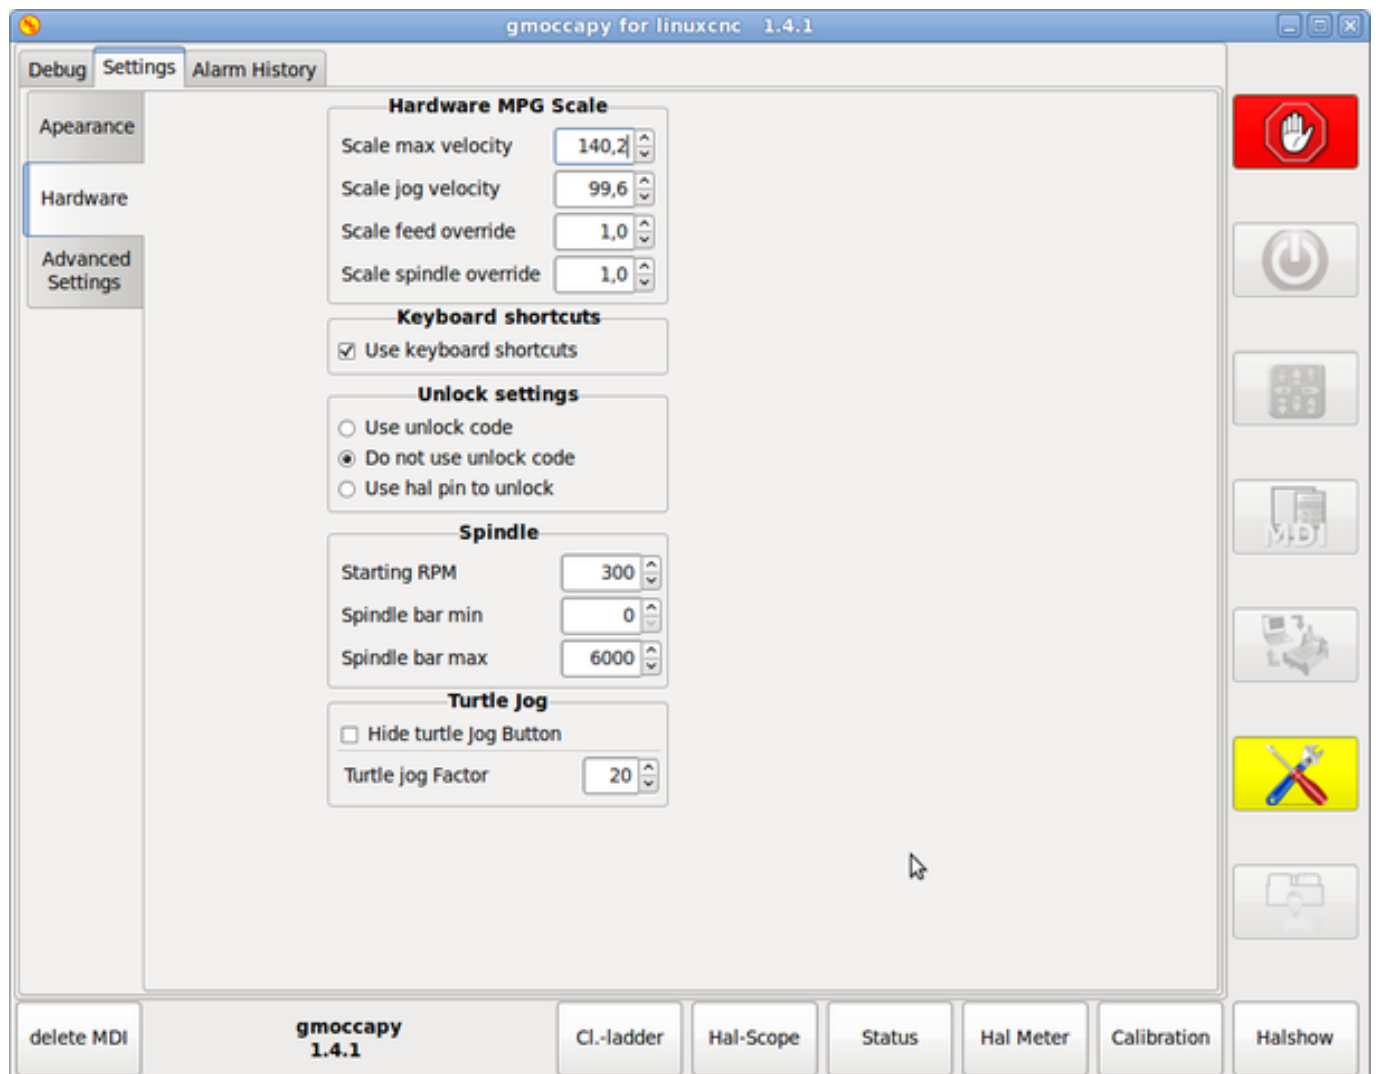 gmoccapy for linuxcnc 1.4.1
Debug
Settings
Alarm History
Apearance
Hardware
Advanced
Settings
Hardware MPG Scale
Scale max velocity 140,2
Scale jog velocity 99,6
Scale feed override 1,0
Scale spindle override 1,0
Keyboard shortcuts
Use keyboard shortcuts
Unlock settings
Use unlock code
Do not use unlock code
Use hal pin to unlock
Spindle
Starting RPM 300
Spindle bar min 0
Spindle bar max 6000
Turtle Jog
Hide turtle Jog Button
Turtle jog Factor 20
MDI
delete MDI
gmoccapy
1.4.1
Cl.-ladder
Hal-Scope
Status
Hal Meter
Calibration
Halshow